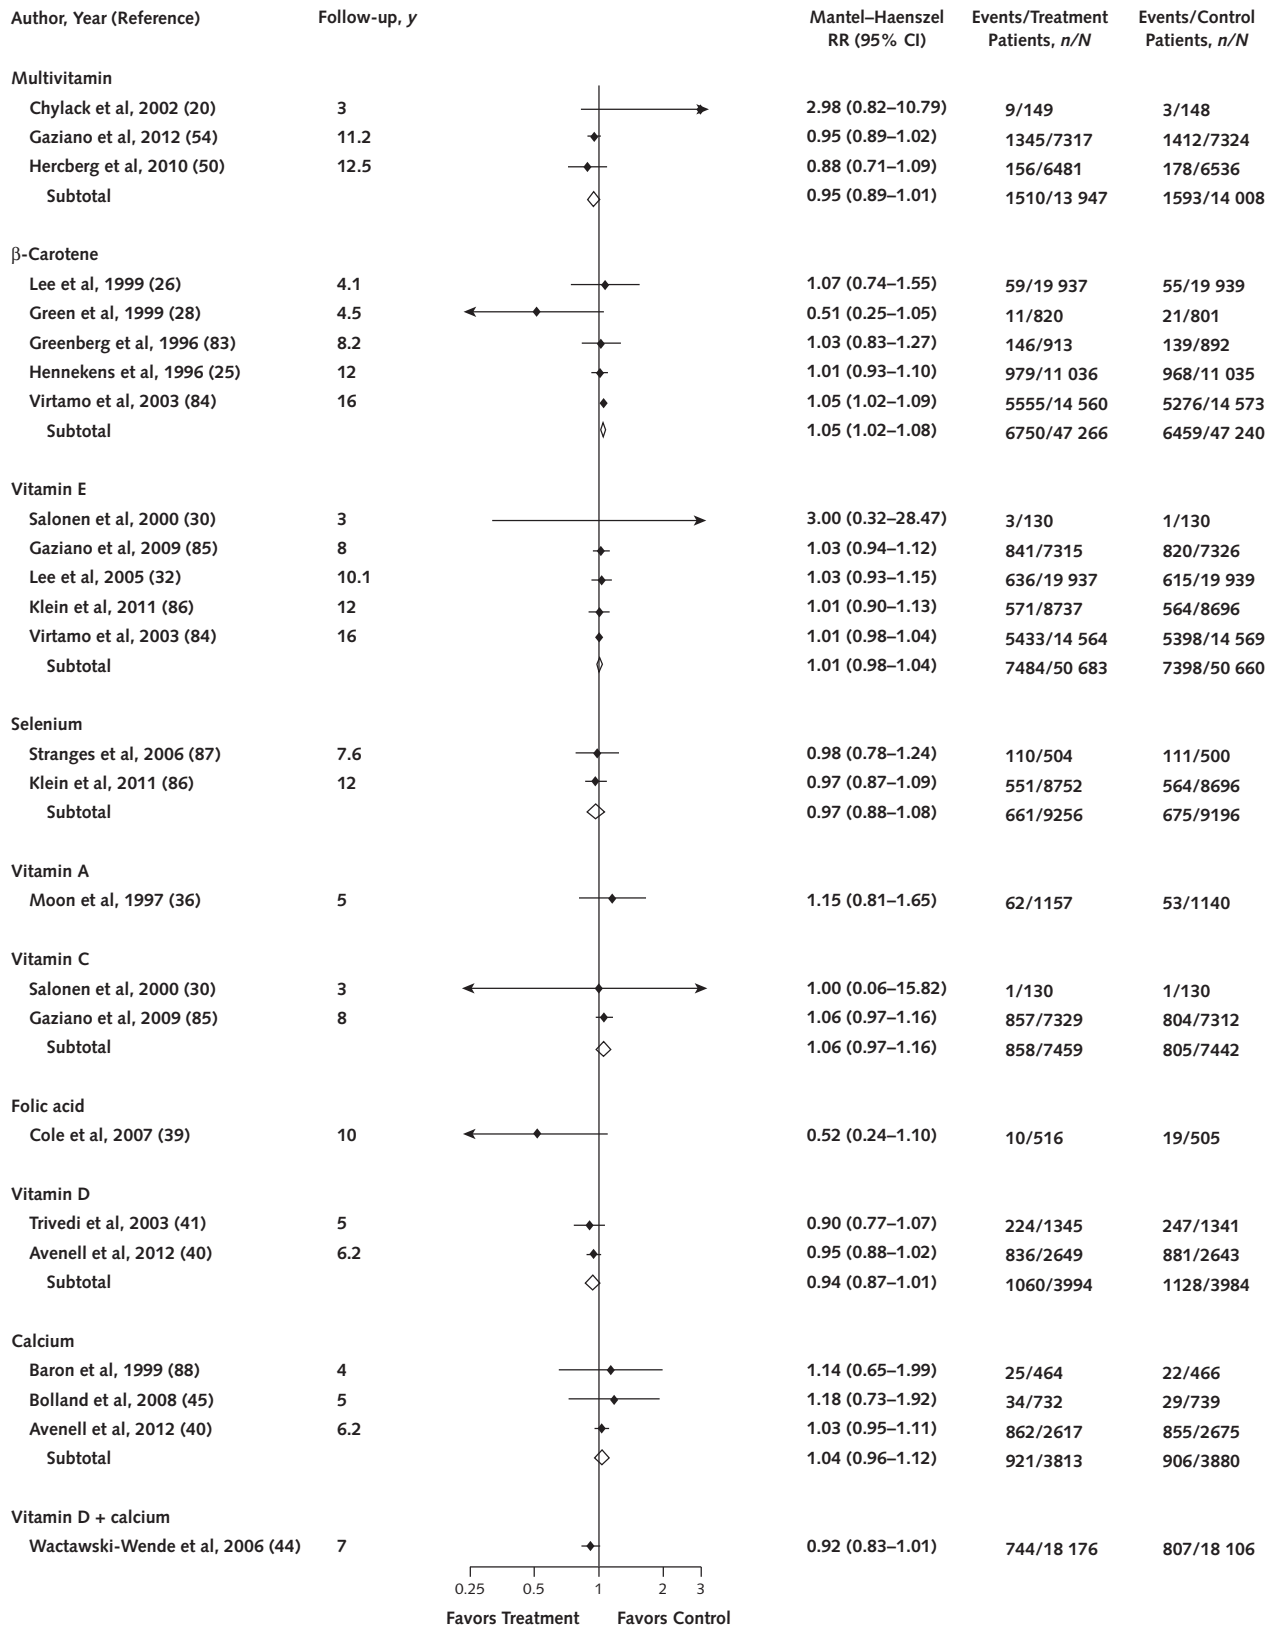 Author, Year (Reference) Follow-up, y Mantel–Haenszel Events/Treatment Events/Control
RR (95% CI) Patients, n/N Patients, n/N
Multivitamin
Chylack et al, 2002 (20) 3 2.98 (0.82–10.79) 9/149 3/148
Gaziano et al, 2012 (54) 11.2 0.95 (0.89–1.02) 1345/7317 1412/7324
Hercberg et al, 2010 (50) 12.5 0.88 (0.71–1.09) 156/6481 178/6536
Subtotal 0.95 (0.89–1.01) 1510/13 947 1593/14 008
β-Carotene
Lee et al, 1999 (26) 4.1 1.07 (0.74–1.55) 59/19 937 55/19 939
Green et al, 1999 (28) 4.5 0.51 (0.25–1.05) 11/820 21/801
Greenberg et al, 1996 (83) 8.2 1.03 (0.83–1.27) 146/913 139/892
Hennekens et al, 1996 (25) 12 1.01 (0.93–1.10) 979/11 036 968/11 035
Virtamo et al, 2003 (84) 16 1.05 (1.02–1.09) 5555/14 560 5276/14 573
Subtotal 1.05 (1.02–1.08) 6750/47 266 6459/47 240
Vitamin E
Salonen et al, 2000 (30) 3 3.00 (0.32–28.47) 3/130 1/130
Gaziano et al, 2009 (85) 8 1.03 (0.94–1.12) 841/7315 820/7326
Lee et al, 2005 (32) 10.1 1.03 (0.93–1.15) 636/19 937 615/19 939
Klein et al, 2011 (86) 12 1.01 (0.90–1.13) 571/8737 564/8696
Virtamo et al, 2003 (84) 16 1.01 (0.98–1.04) 5433/14 564 5398/14 569
Subtotal 1.01 (0.98–1.04) 7484/50 683 7398/50 660
Selenium
Stranges et al, 2006 (87) 7.6 0.98 (0.78–1.24) 110/504 111/500
Klein et al, 2011 (86) 12 0.97 (0.87–1.09) 551/8752 564/8696
Subtotal 0.97 (0.88–1.08) 661/9256 675/9196
Vitamin A
Moon et al, 1997 (36) 5 1.15 (0.81–1.65) 62/1157 53/1140
Vitamin C
Salonen et al, 2000 (30) 3 1.00 (0.06–15.82) 1/130 1/130
Gaziano et al, 2009 (85) 8 1.06 (0.97–1.16) 857/7329 804/7312
Subtotal 1.06 (0.97–1.16) 858/7459 805/7442
Folic acid
Cole et al, 2007 (39) 10 0.52 (0.24–1.10) 10/516 19/505
Vitamin D
Trivedi et al, 2003 (41) 5 0.90 (0.77–1.07) 224/1345 247/1341
Avenell et al, 2012 (40) 6.2 0.95 (0.88–1.02) 836/2649 881/2643
Subtotal 0.94 (0.87–1.01) 1060/3994 1128/3984
Calcium
Baron et al, 1999 (88) 4 1.14 (0.65–1.99) 25/464 22/466
Bolland et al, 2008 (45) 5 1.18 (0.73–1.92) 34/732 29/739
Avenell et al, 2012 (40) 6.2 1.03 (0.95–1.11) 862/2617 855/2675
Subtotal 1.04 (0.96–1.12) 921/3813 906/3880
Vitamin D + calcium
Wactawski-Wende et al, 2006 (44) 7 0.92 (0.83–1.01) 744/18 176 807/18 106
0.25 0.5 1 2 3
Favors Treatment Favors Control